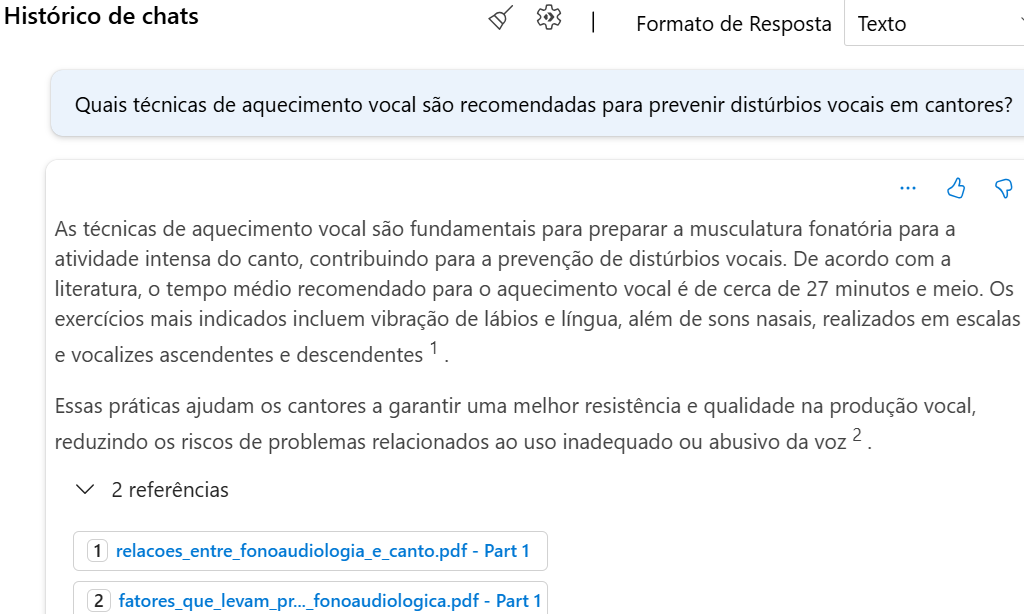 Histórico de chats
| Formato de Resposta Texto
Quais técnicas de aquecimento vocal são recomendadas para prevenir distúrbios vocais em cantores?
As técnicas de aquecimento vocal são fundamentais para preparar a musculatura fonatória para a
atividade intensa do canto, contribuindo para a prevenção de distúrbios vocais. De acordo com a
literatura, o tempo médio recomendado para o aquecimento vocal é de cerca de 27 minutos e meio. Os
exercícios mais indicados incluem vibração de lábios e língua, além de sons nasais, realizados em escalas
e vocalizes ascendentes e descendentes 1 .
Essas práticas ajudam os cantores a garantir uma melhor resistência e qualidade na produção vocal,
reduzindo os riscos de problemas relacionados ao uso inadequado ou abusivo da voz 2 .
2 referências
1 relacoes_entre_fonoaudiologia_e_canto.pdf - Part 1
2 fatores_que_levam_pr..._fonoaudiologica.pdf - Part 1